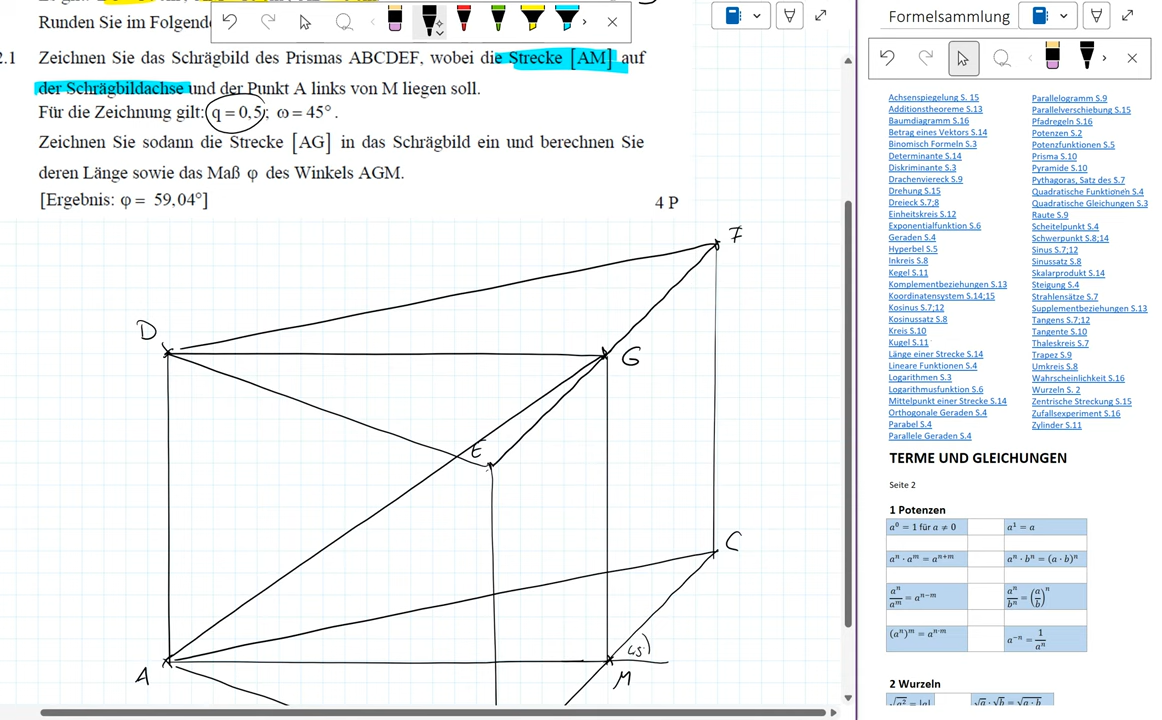 Runden Sie im Folgende
2.1 Zeichnen Sie das Schrägbild des Prismas ABCDEF, wobei die Strecke [AM] auf
der Schrägbildachse und der Punkt A links von M liegen soll.
Für die Zeichnung gilt: q = 0,5; ω = 45°.
Zeichnen Sie sodann die Strecke [AG] in das Schrägbild ein und berechnen Sie
deren Länge sowie das Maß φ des Winkels AGM.
[Ergebnis: φ = 59,04°]
4 P
F
D
G
E
C
(s)
A
M
Formelsammlung
Achsenspiegelung S. 15
Additionstheoreme S.13
Baumdiagramm S.16
Betrag eines Vektors S.14
Binomisch Formeln S.3
Determinante S.14
Diskriminante S.3
Drachenviereck S.9
Drehung S.15
Dreieck S.7;8
Einheitskreis S.12
Exponentialfunktion S.6
Geraden S.4
Hyperbel S.5
Inkreis S.8
Kegel S.11
Komplementbeziehungen S.13
Koordinatensystem S.14;15
Kosinus S.7;12
Kosinussatz S.8
Kreis S.10
Kugel S.11
Länge einer Strecke S.14
Lineare Funktionen S.4
Logarithmen S.3
Logarithmusfunktion S.6
Mittelpunkt einer Strecke S.14
Orthogonale Geraden S.4
Parabel S.4
Parallele Geraden S.4
Parallelogramm S.9
Parallelverschiebung S.15
Pfadregeln S.16
Potenzen S.2
Potenzfunktionen S.5
Prisma S.10
Pyramide S.10
Pythagoras, Satz des S.7
Quadratische Funktionen S.4
Quadratische Gleichungen S.3
Raute S.9
Scheitelpunkt S.4
Schwerpunkt S.8;14
Sinus S.7;12
Sinussatz S.8
Skalarprodukt S.14
Steigung S.4
Strahlensätze S.7
Supplementbeziehungen S.13
Tangens S.7;12
Tangente S.10
Thaleskreis S.7
Trapez S.9
Umkreis S.8
Wahrscheinlichkeit S.16
Wurzeln S. 2
Zentrische Streckung S.15
Zufallsexperiment S.16
Zylinder S.11
TERME UND GLEICHUNGEN
Seite 2
1 Potenzen
a⁰ = 1 für a ≠ 0 a¹ = a
aⁿ · aᵐ = aⁿ⁺ᵐ aⁿ · bⁿ = (a · b)ⁿ
aⁿ/aᵐ = aⁿ⁻ᵐ aⁿ/bⁿ = (a/b)ⁿ
(aⁿ)ᵐ = aⁿ·ᵐ a⁻ⁿ = 1/aⁿ
2 Wurzeln
√a² = |a| √a · √b = √a · b